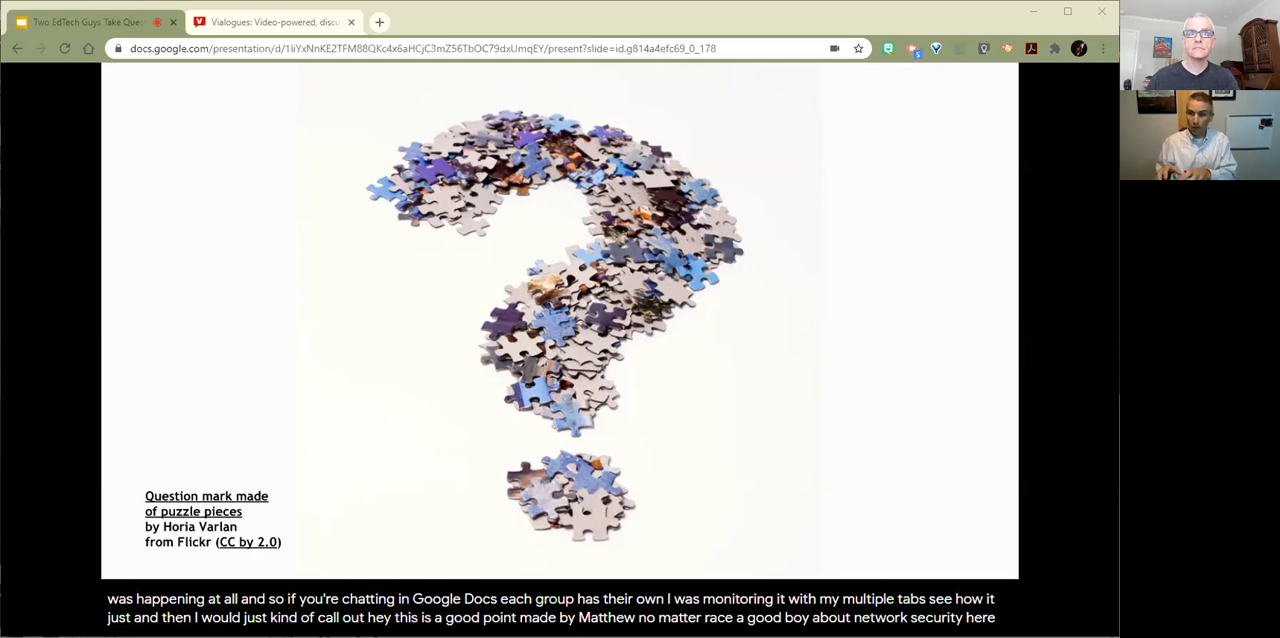 Two EdTech Guys Take Que
Vialogues: Video-powered, discu
docs.google.com/presentation/d/1IiYxNnKE2TFM88QKc4x6aHCjC3mZ56TbOC79dxUmqEY/present?slide=id.g814a4efc69_0_178
Question mark made
of puzzle pieces
by Horia Varlan
from Flickr (CC by 2.0)
was happening at all and so if you're chatting in Google Docs each group has their own I was monitoring it with my multiple tabs see how it
just and then I would just kind of call out hey this is a good point made by Matthew no matter race a good boy about network security here